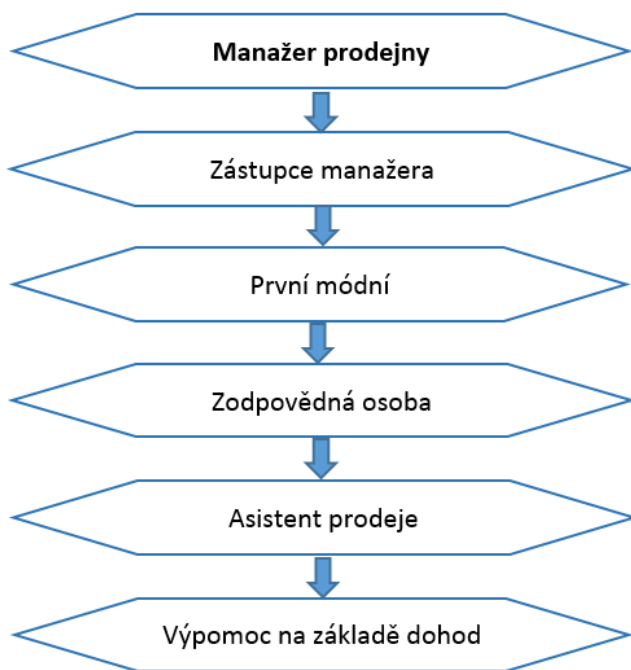 Manažer prodejny
Zástupce manažera
První módní
Zodpovědná osoba
Asistent prodeje
Výpomoc na základě dohod